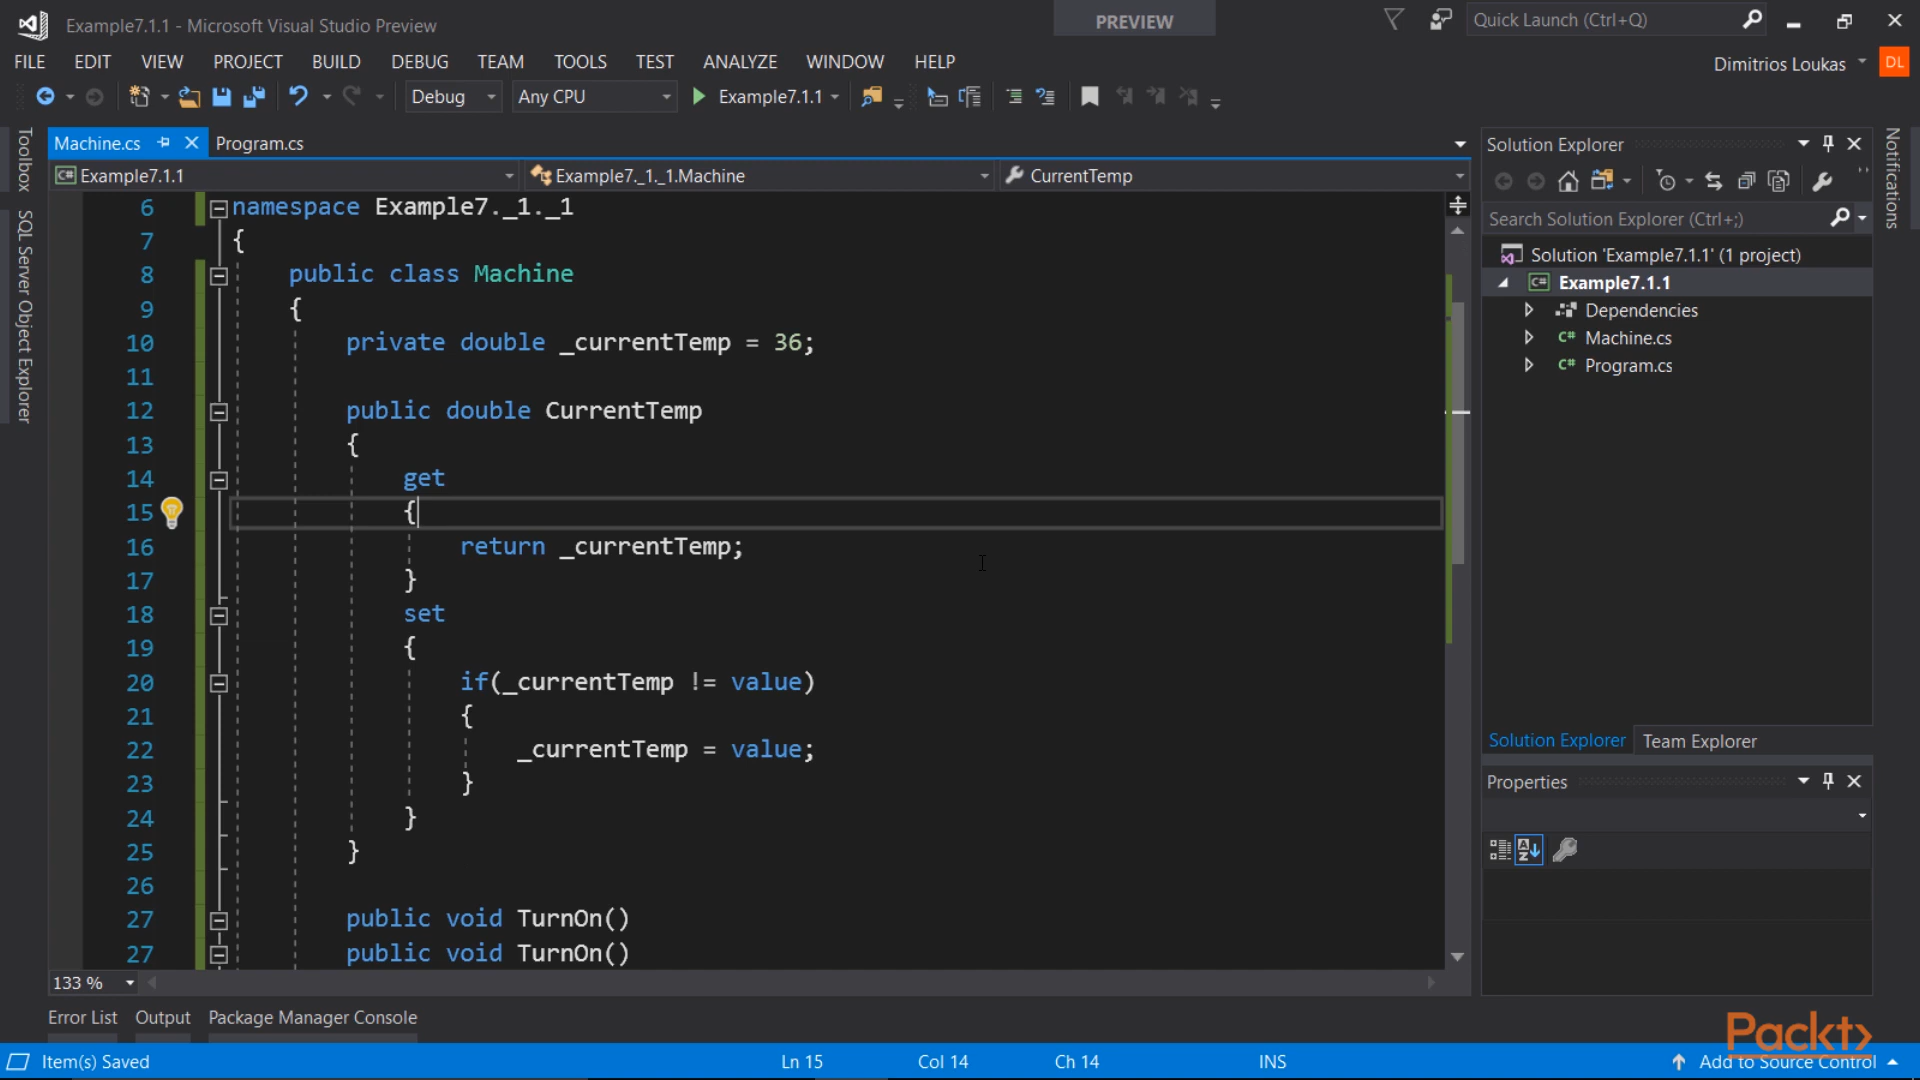 Example7.1.1 - Microsoft Visual Studio Preview
PREVIEW
Quick Launch (Ctrl+Q)
FILE EDIT VIEW PROJECT BUILD DEBUG TEAM TOOLS TEST ANALYZE WINDOW HELP
Dimitrios Loukas DL
Debug Any CPU Example7.1.1
Toolbox
SQL Server Object Explorer
Machine.cs Program.cs
Example7.1.1 Example7._1._1.Machine CurrentTemp
6 namespace Example7._1._1
7 {
8 public class Machine
9 {
10 private double _currentTemp = 36;
11
12 public double CurrentTemp
13 {
14 get
15 {
16 return _currentTemp;
17 }
18 set
19 {
20 if(_currentTemp != value)
21 {
22 _currentTemp = value;
23 }
24 }
25 }
26
27 public void TurnOn()
27 public void TurnOn()
133 %
Solution Explorer
Search Solution Explorer (Ctrl+;)
Solution 'Example7.1.1' (1 project)
C# Example7.1.1
Dependencies
C# Machine.cs
C# Program.cs
Solution Explorer Team Explorer
Properties
Notifications
Error List Output Package Manager Console
Packt>
Item(s) Saved Ln 15 Col 14 Ch 14 INS Add to Source Control